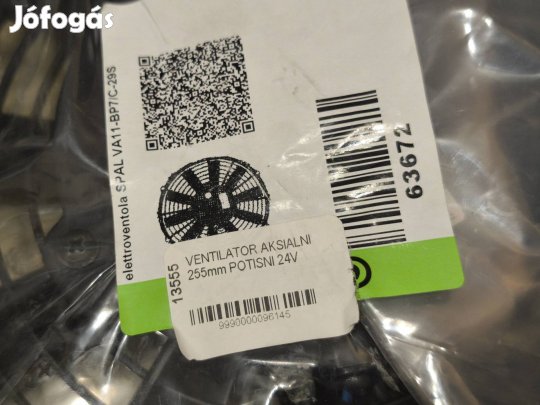 Jófogás
elettroventola SPAL VA11-BP7/C-29S
63672
13555
VENTILATOR AKSIALNI
255mm POTISNI 24V
9990000096145